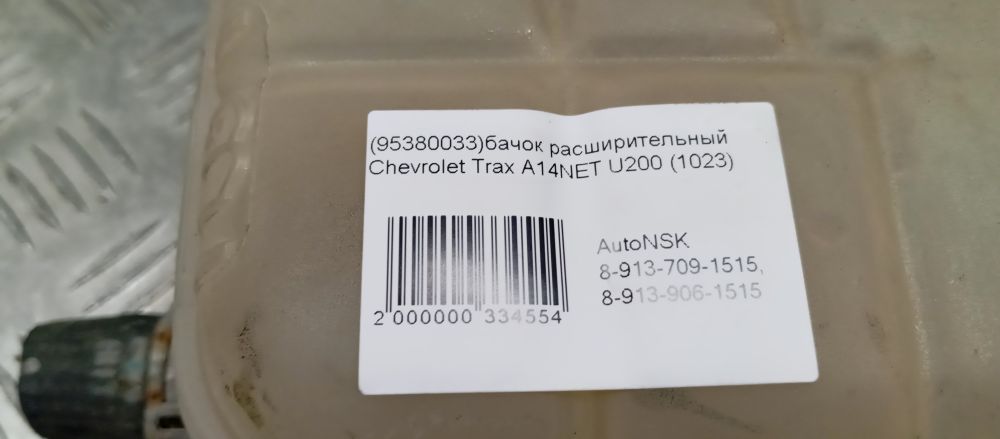 (95380033)бачок расширительный
Chevrolet Trax A14NET U200 (1023)
AutoNSK
8-913-709-1515,
8-913-906-1515
2 000000 334554